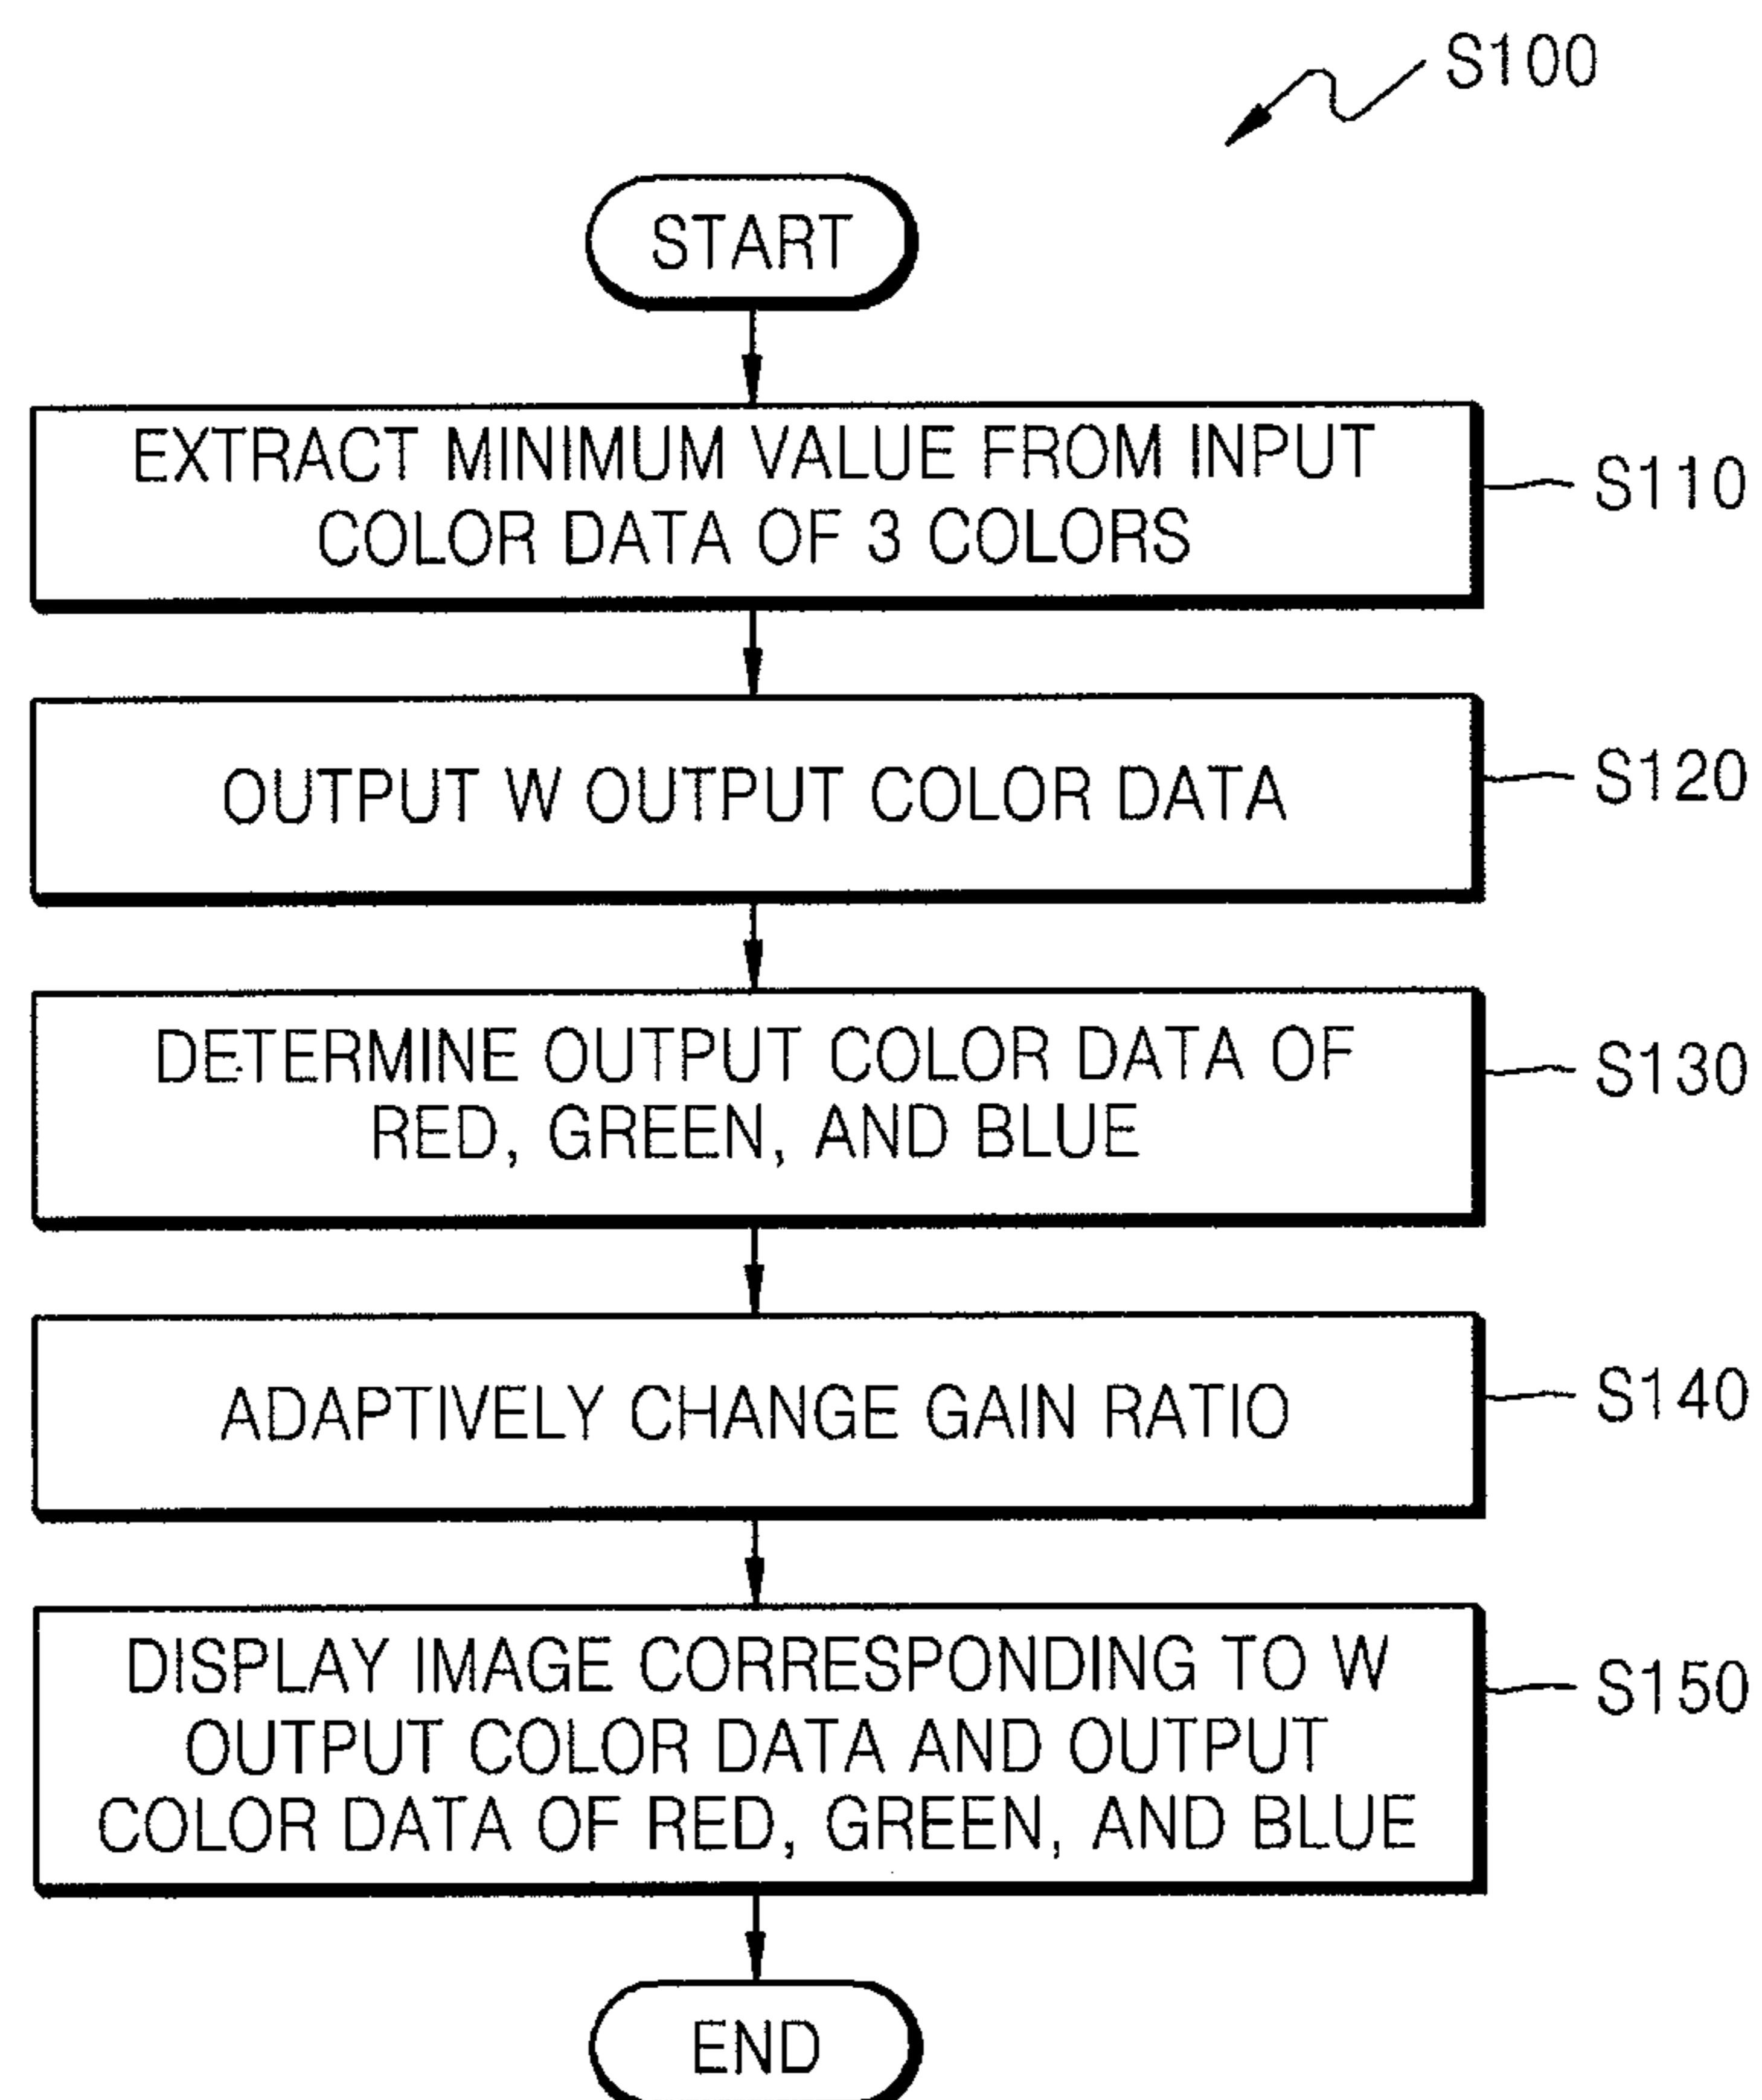 S100
START
EXTRACT MINIMUM VALUE FROM INPUT
COLOR DATA OF 3 COLORS
S110
OUTPUT W OUTPUT COLOR DATA
S120
DETERMINE OUTPUT COLOR DATA OF
RED, GREEN, AND BLUE
S130
ADAPTIVELY CHANGE GAIN RATIO
S140
DISPLAY IMAGE CORRESPONDING TO W
OUTPUT COLOR DATA AND OUTPUT
COLOR DATA OF RED, GREEN, AND BLUE
S150
END